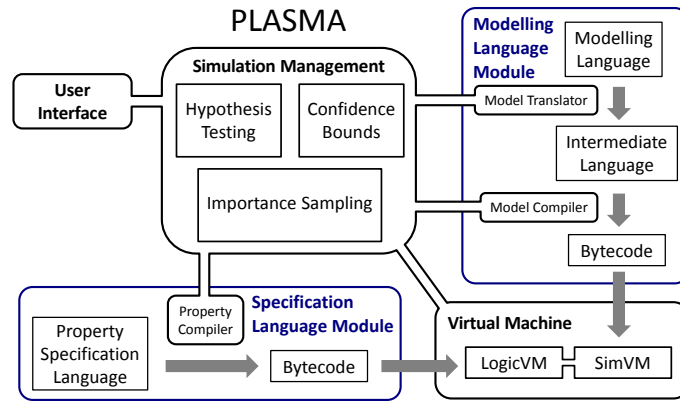 PLASMA
Simulation Management
User
Interface
Hypothesis
Testing
Confidence
Bounds
Importance Sampling
Modelling
Language
Module
Modelling
Language
Model Translator
Intermediate
Language
Model Compiler
Bytecode
Property
Compiler
Specification
Language Module
Property
Specification
Language
Bytecode
Virtual Machine
LogicVM
SimVM